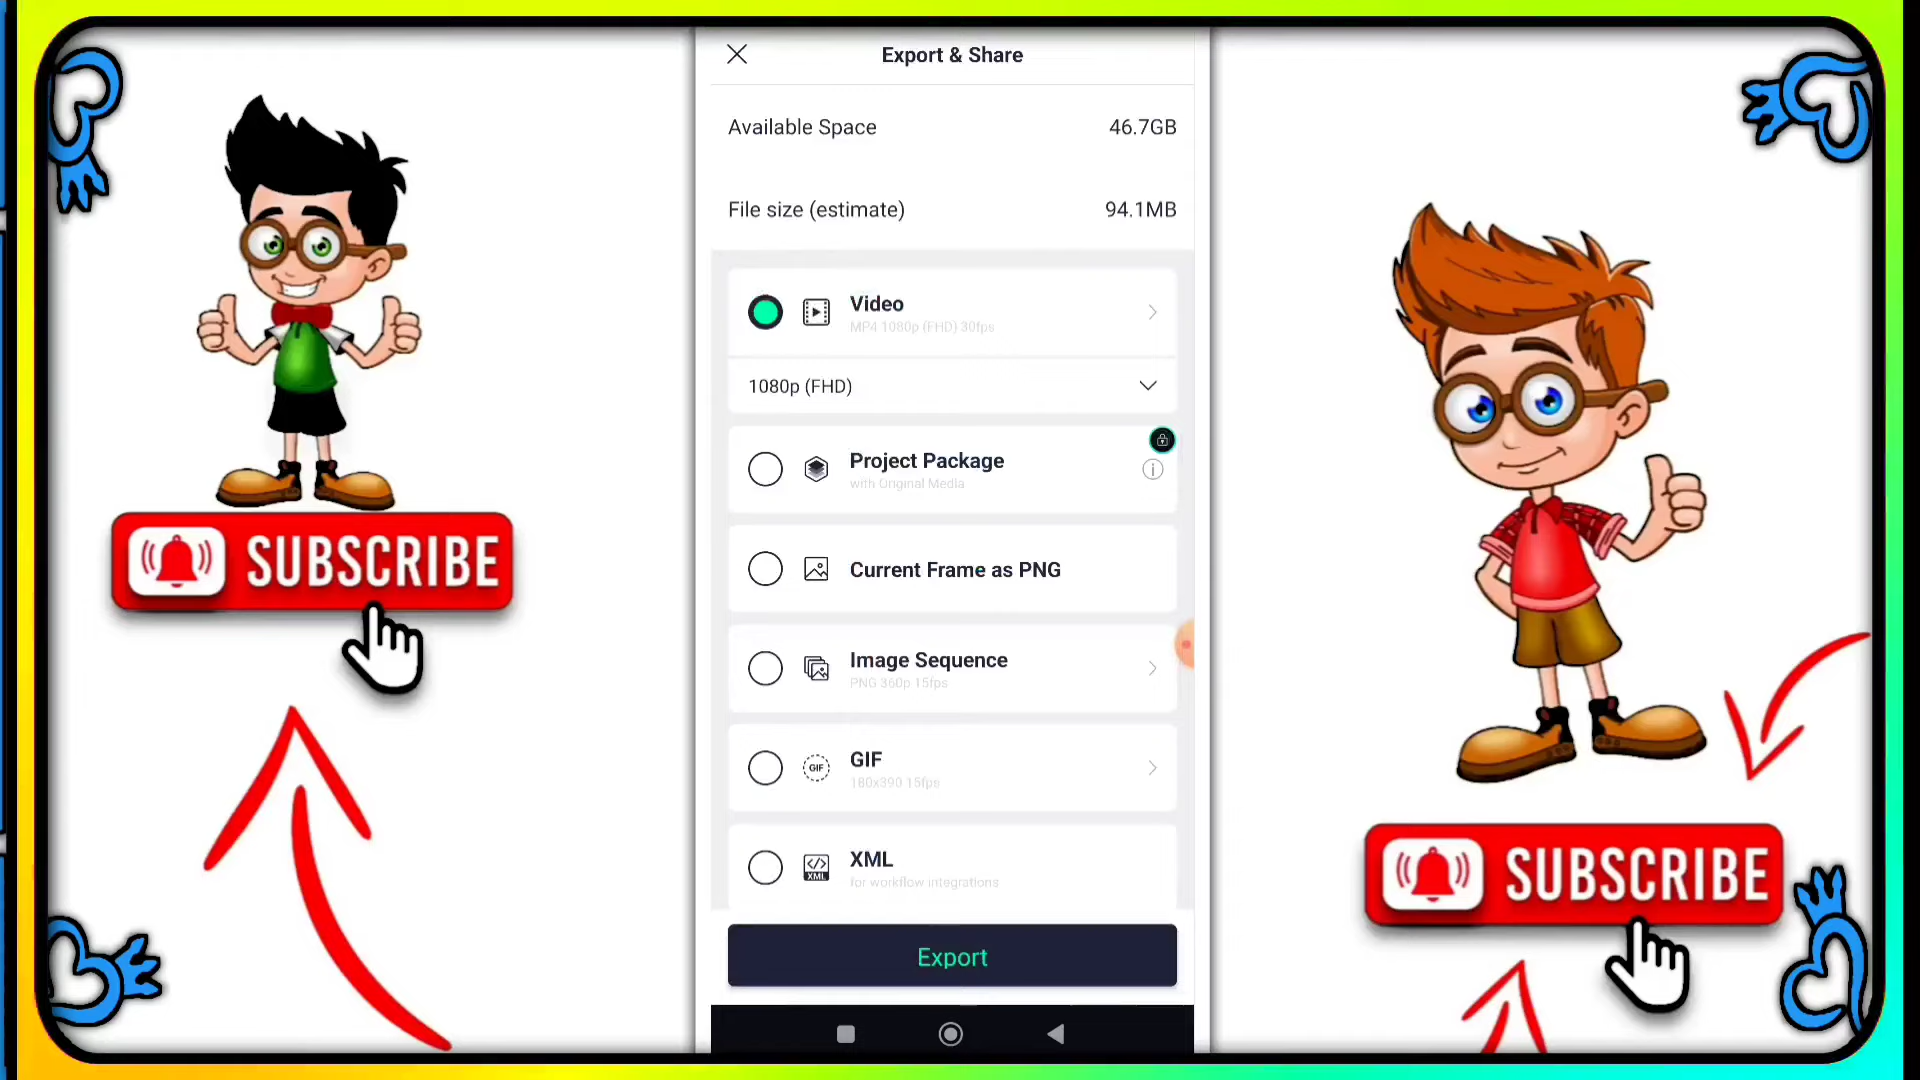 Export & Share
Available Space 46.7GB
File size (estimate) 94.1MB
Video
MP4 1080p (FHD) 30fps
1080p (FHD)
Project Package
with Original Media
Current Frame as PNG
Image Sequence
PNG 360p 15fps
GIF
GIF
180x390 15fps
XML
XML
for workflow integrations
Export
SUBSCRIBE
SUBSCRIBE